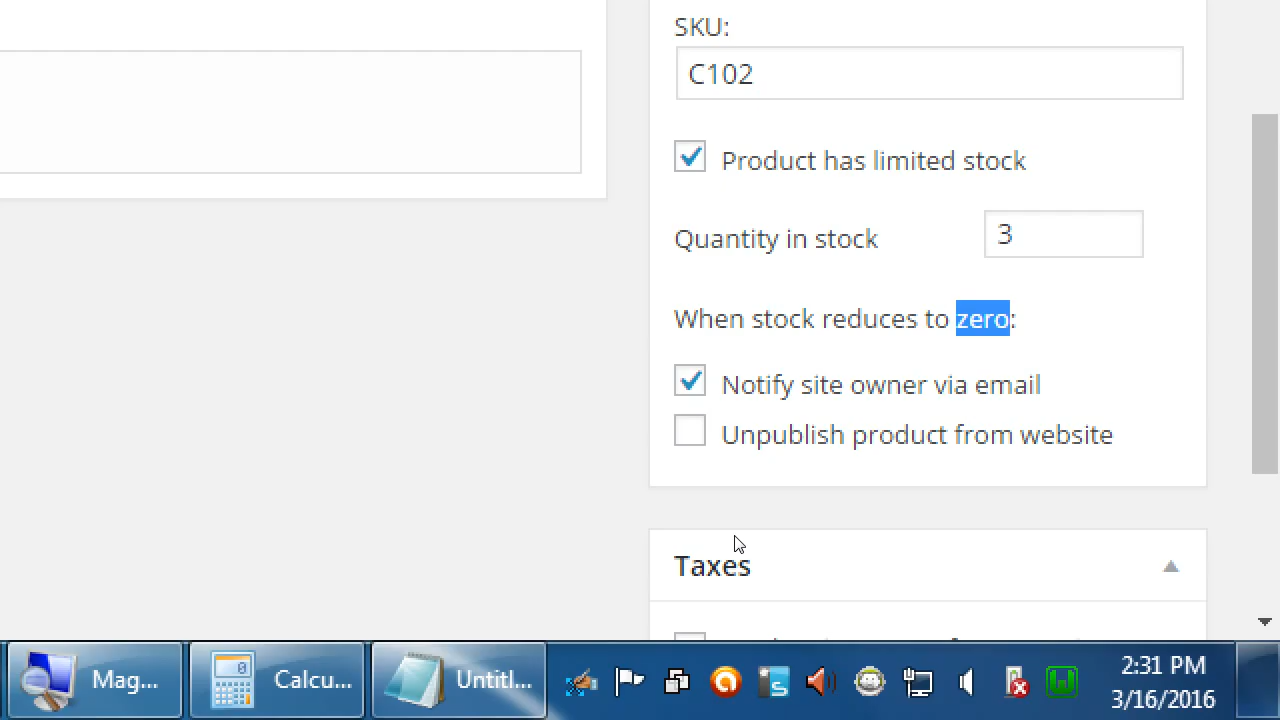 SKU:
C102
Product has limited stock
Quantity in stock
3
When stock reduces to zero:
Notify site owner via email
Unpublish product from website
Taxes
Mag...
Calcu...
Untitl...
2:31 PM
3/16/2016